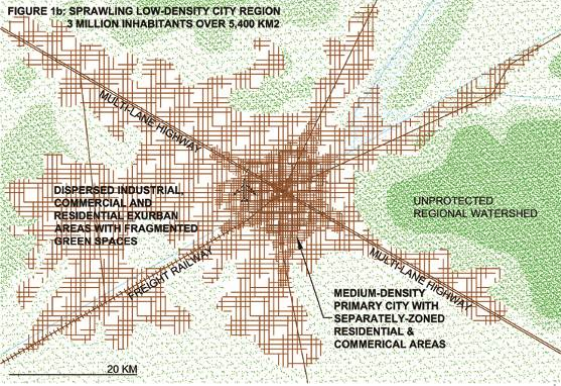 FIGURE 1b: SPRAWLING LOW-DENSITY CITY REGION
3 MILLION INHABITANTS OVER 5,400 KM2
MULTI-LANE HIGHWAY
DISPERSED INDUSTRIAL,
COMMERCIAL AND
RESIDENTIAL EXURBAN
AREAS WITH FRAGMENTED
GREEN SPACES
UNPROTECTED
REGIONAL WATERSHED
FREIGHT RAILWAY
MULTI-LANE HIGHWAY
MEDIUM-DENSITY
PRIMARY CITY WITH
SEPARATELY-ZONED
RESIDENTIAL &
COMMERICAL AREAS
20 KM